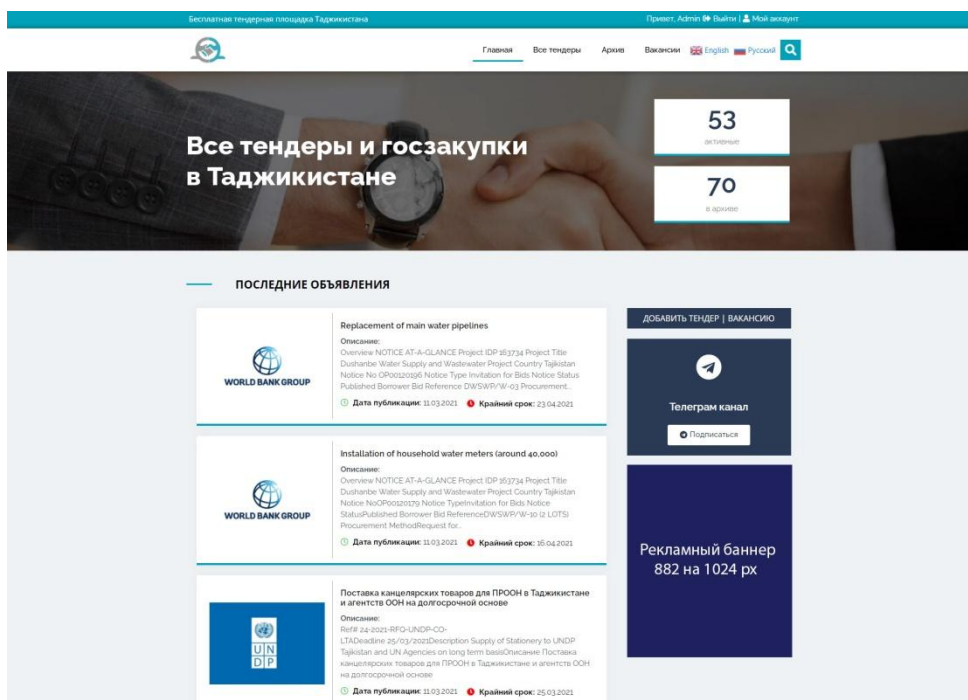 Бесплатная тендерная площадка Таджикистана
Привет, Admin Выйти | Мой аккаунт
Главная Все тендеры Архив Вакансии English Русский
Все тендеры и госзакупки
в Таджикистане
53
активные
70
в архиве
ПОСЛЕДНИЕ ОБЪЯВЛЕНИЯ
WORLD BANK GROUP
Replacement of main water pipelines
Описание:
Overview NOTICE AT-A-GLANCE Project IDP 163734 Project Title
Dushanbe Water Supply and Wastewater Project Country Tajikistan
Notice No OP00120196 Notice Type Invitation for Bids Notice Status
Published Borrower Bid Reference DWSWP/W-03 Procurement...
Дата публикации: 11.03.2021 Крайний срок: 23.04.2021
WORLD BANK GROUP
Installation of household water meters (around 40,000)
Описание:
Overview NOTICE AT-A-GLANCE Project IDP 163734 Project Title
Dushanbe Water Supply and Wastewater Project Country Tajikistan
Notice NoOP00120179 Notice TypeInvitation for Bids Notice
StatusPublished Borrower Bid ReferenceDWSWP/W-10 (2 LOTS)
Procurement MethodRequest for...
Дата публикации: 11.03.2021 Крайний срок: 16.04.2021
U N
D P
Поставка канцелярских товаров для ПРООН в Таджикистане
и агентств ООН на долгосрочной основе
Описание:
Ref# 24-2021-RFQ-UNDP-CO-
LTADeadline 25/03/2021Description Supply of Stationery to UNDP
Tajikistan and UN Agencies on long term basisОписание Поставка
канцелярских товаров для ПРООН в Таджикистане и агентств ООН
на долгосрочной основе
Дата публикации: 11.03.2021 Крайний срок: 25.03.2021
ДОБАВИТЬ ТЕНДЕР | ВАКАНСИЮ
Телеграм канал
Подписаться
Рекламный баннер
882 на 1024 px